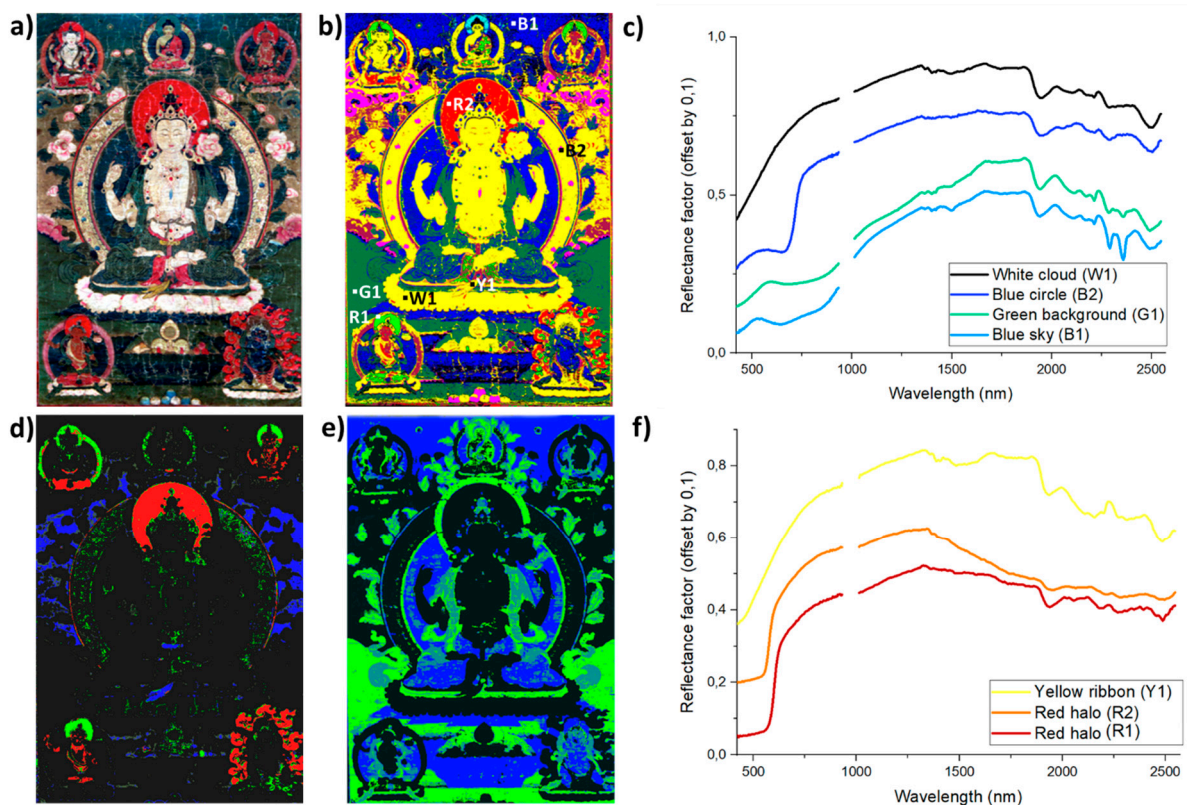 a)
b)
B1
R2
B2
G1
W1
Y1
R1
c)
Reflectance factor (offset by 0,1)
1,0
0,5
0,0
500
1000
1500
2000
2500
Wavelength (nm)
White cloud (W1)
Blue circle (B2)
Green background (G1)
Blue sky (B1)
d)
e)
f)
Reflectance factor (offset by 0,1)
0,8
0,6
0,4
0,2
0,0
500
1000
1500
2000
2500
Wavelength (nm)
Yellow ribbon (Y1)
Red halo (R2)
Red halo (R1)